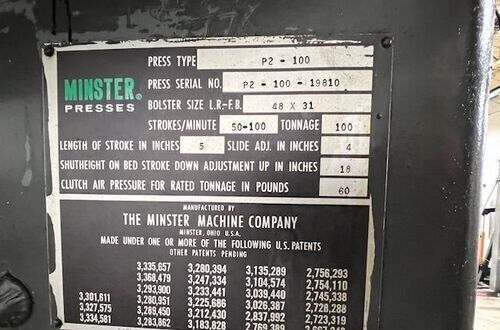 PRESS TYPE P2 - 100
MINSTER®
PRESSES
PRESS SERIAL NO. P2 - 100 - 19810
BOLSTER SIZE L.R-F.B. 48 X 31
STROKES/MINUTE 50-100 TONNAGE 100
LENGTH OF STROKE IN INCHES 5 SLIDE ADJ. IN INCHES 4
SHUTHEIGHT ON BED STROKE DOWN ADJUSTMENT UP IN INCHES 18
CLUTCH AIR PRESSURE FOR RATED TONNAGE IN POUNDS 60
MANUFACTURED BY
THE MINSTER MACHINE COMPANY
MINSTER, OHIO U.S.A.
MADE UNDER ONE OR MORE OF THE FOLLOWING U.S. PATENTS
OTHER PATENTS PENDING
3,335,657 3,280,394 3,135,289 2,756,293
3,368,479 3,247,334 3,104,574 2,754,110
3,293,900 3,233,441 3,039,440 2,745,338
3,301,611 3,280,951 3,225,686 3,026,387 2,728,288
3,327,575 3,289,450 3,212,430 2,837,992 2,723,319
3,334,581 3,283,862 3,183,828 2,769,389